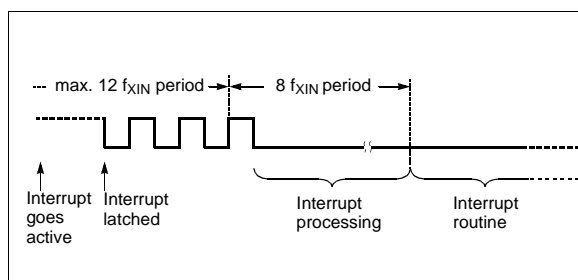 max. 12 fXIN period
8 fXIN period
Interrupt
goes
active
Interrupt
latched
Interrupt
processing
Interrupt
routine